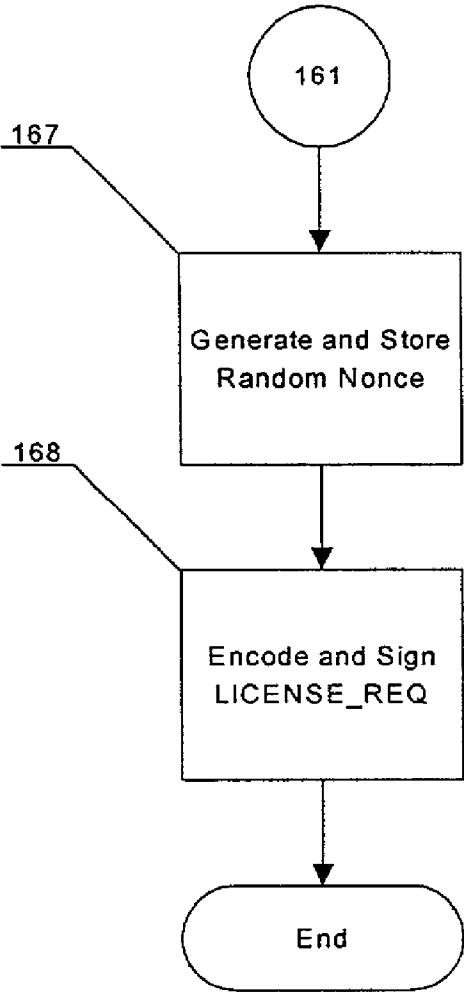 161
167
Generate and Store
Random Nonce
168
Encode and Sign
LICENSE_REQ
End